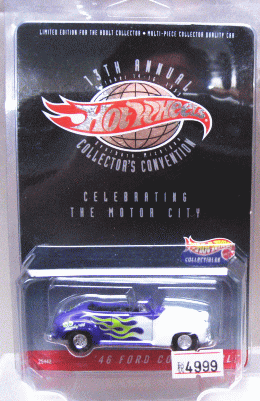 LIMITED EDITION FOR THE ADULT COLLECTOR • MULTI-PIECE COLLECTOR QUALITY CAR
13TH ANNUAL
HOT WHEELS
COLLECTOR'S CONVENTION
CELEBRATING
THE MOTOR CITY
Hot Wheels
COLLECTIBLES
'46 FORD CO
4999